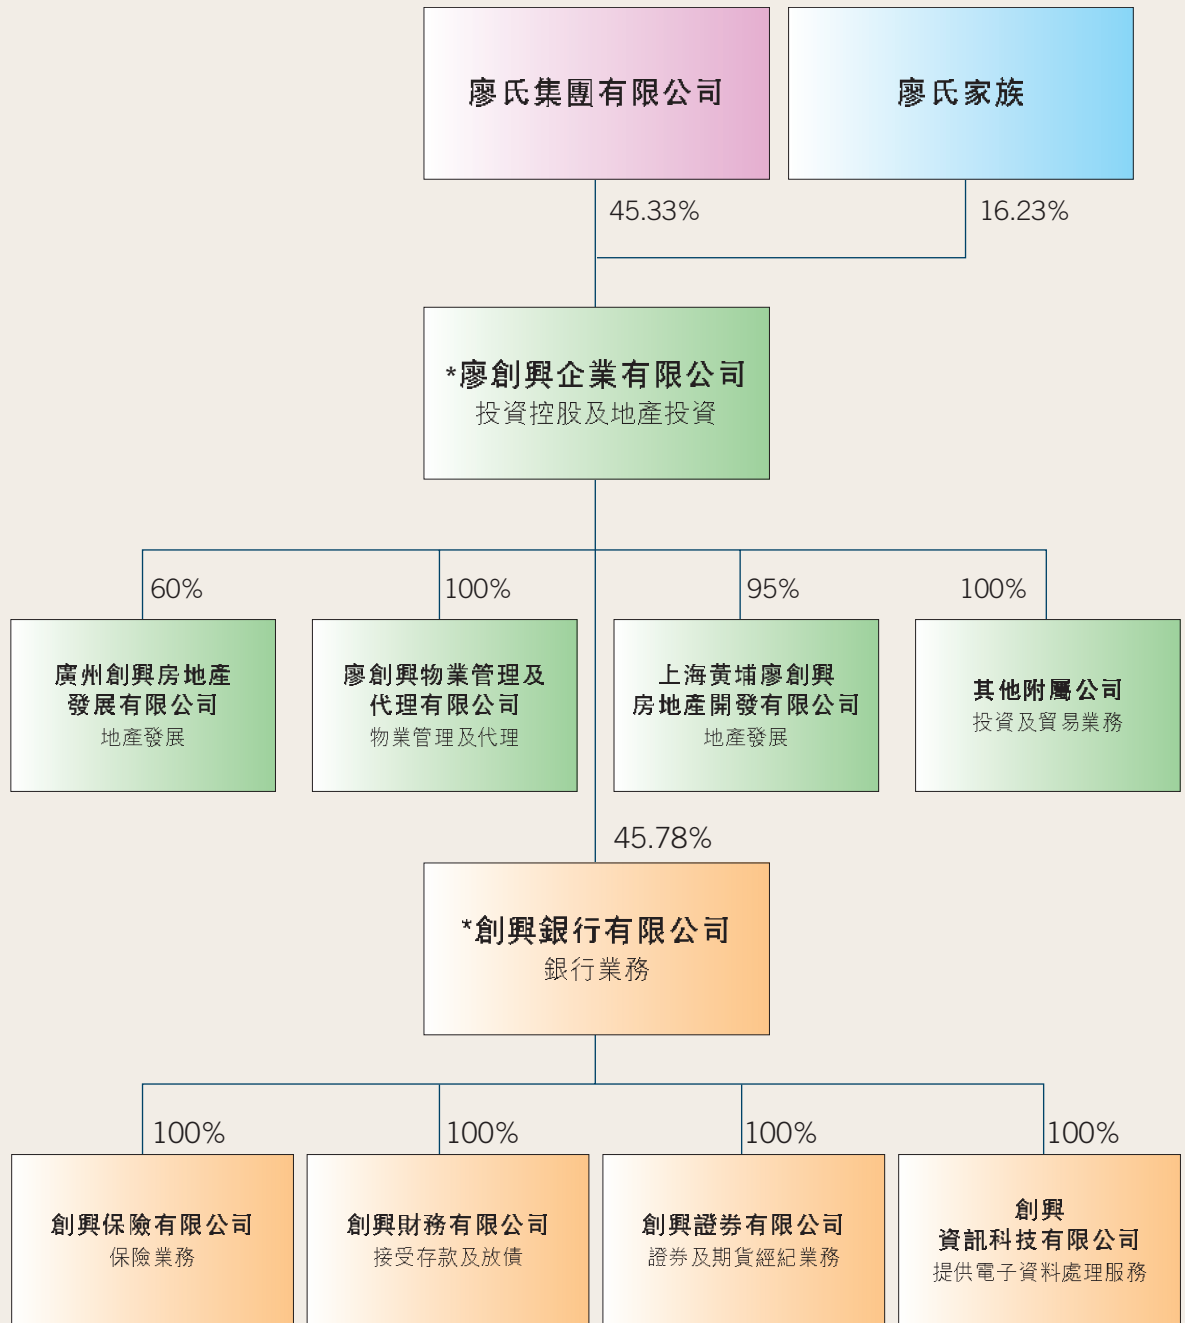 廖氏集團有限公司
廖氏家族
45.33%
16.23%
*廖創興企業有限公司
投資控股及地產投資
60%
100%
95%
100%
廣州創興房地產
發展有限公司
地產發展
廖創興物業管理及
代理有限公司
物業管理及代理
上海黃埔廖創興
房地產開發有限公司
地產發展
其他附屬公司
投資及貿易業務
45.78%
*創興銀行有限公司
銀行業務
100%
100%
100%
100%
創興保險有限公司
保險業務
創興財務有限公司
接受存款及放債
創興證券有限公司
證券及期貨經紀業務
創興
資訊科技有限公司
提供電子資料處理服務